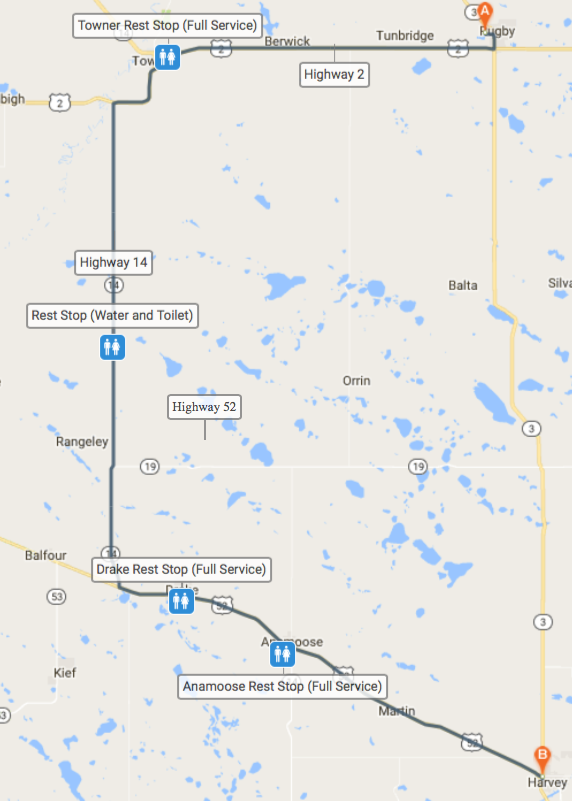 A
Towner Rest Stop (Full Service)
3
Rugby
Berwick
Tunbridge
2
2
Highway 2
bigh
2
Highway 14
14
Balta
Silva
Rest Stop (Water and Toilet)
Orrin
Highway 52
3
Rangeley
19
19
14
Balfour
Drake Rest Stop (Full Service)
53
52
3
Anamoose
Kief
Anamoose Rest Stop (Full Service)
Martin
52
B
Harvey